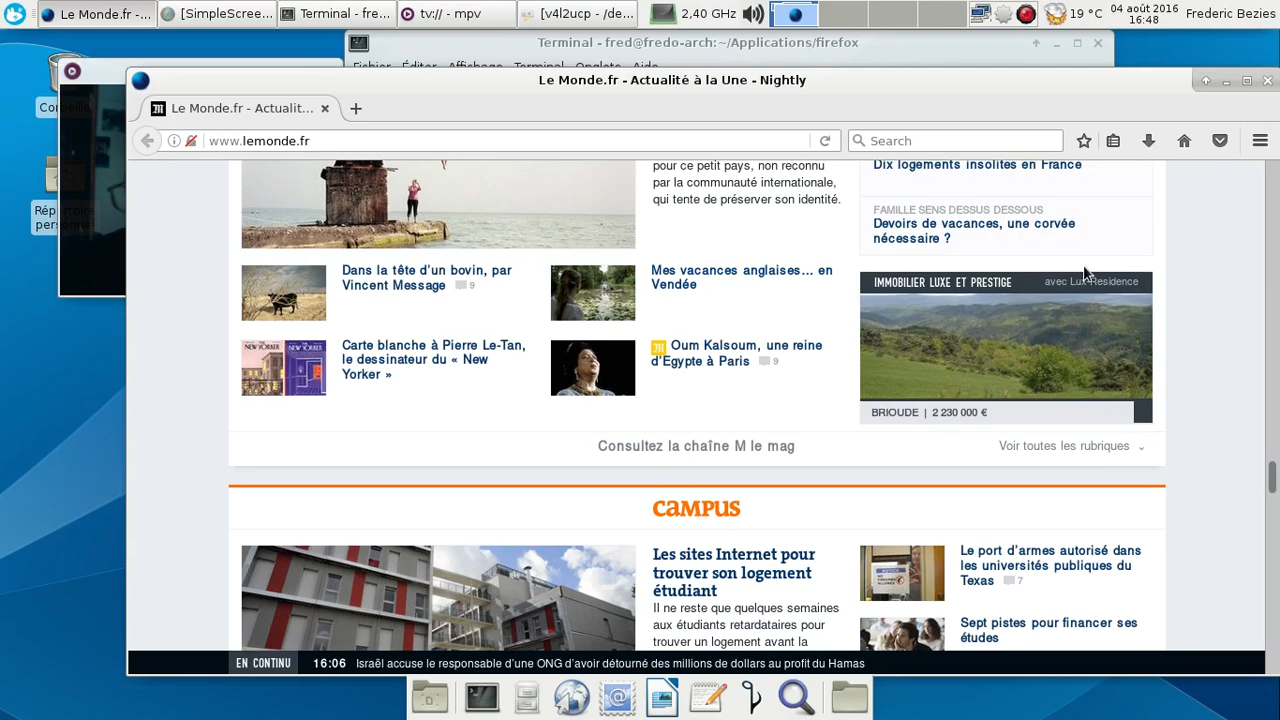 Le Monde.fr - ...
[SimpleScree...
Terminal - fre...
tv:// - mpv
[v4l2ucp - /de...
2,40 GHz
19 °C
04 août 2016
16:48
Frederic Bezies
Terminal - fred@fredo-arch:~/Applications/firefox
Fichier Éditer Affichage Terminal Onglets Aide
Le Monde.fr - Actualité à la Une - Nightly
Le Monde.fr - Actualit...
www.lemonde.fr
Search
pour ce petit pays, non reconnu
par la communauté internationale,
qui tente de préserver son identité.
Dix logements insolites en France
FAMILLE SENS DESSUS DESSOUS
Devoirs de vacances, une corvée
nécessaire ?
Dans la tête d'un bovin, par
Vincent Message 9
Mes vacances anglaises... en
Vendée
IMMOBILIER LUXE ET PRESTIGE
avec Lux-Residence
THE NEW YORKER
Carte blanche à Pierre Le-Tan,
le dessinateur du « New
Yorker »
Oum Kalsoum, une reine
d'Egypte à Paris 9
BRIOUDE | 2 230 000 €
Consultez la chaîne M le mag
Voir toutes les rubriques
CAMPUS
Les sites Internet pour
trouver son logement
étudiant
Il ne reste que quelques semaines
aux étudiants retardataires pour
trouver un logement avant la
Le port d'armes autorisé dans
les universités publiques du
Texas 7
Sept pistes pour financer ses
études
EN CONTINU 16:06 Israël accuse le responsable d'une ONG d'avoir détourné des millions de dollars au profit du Hamas